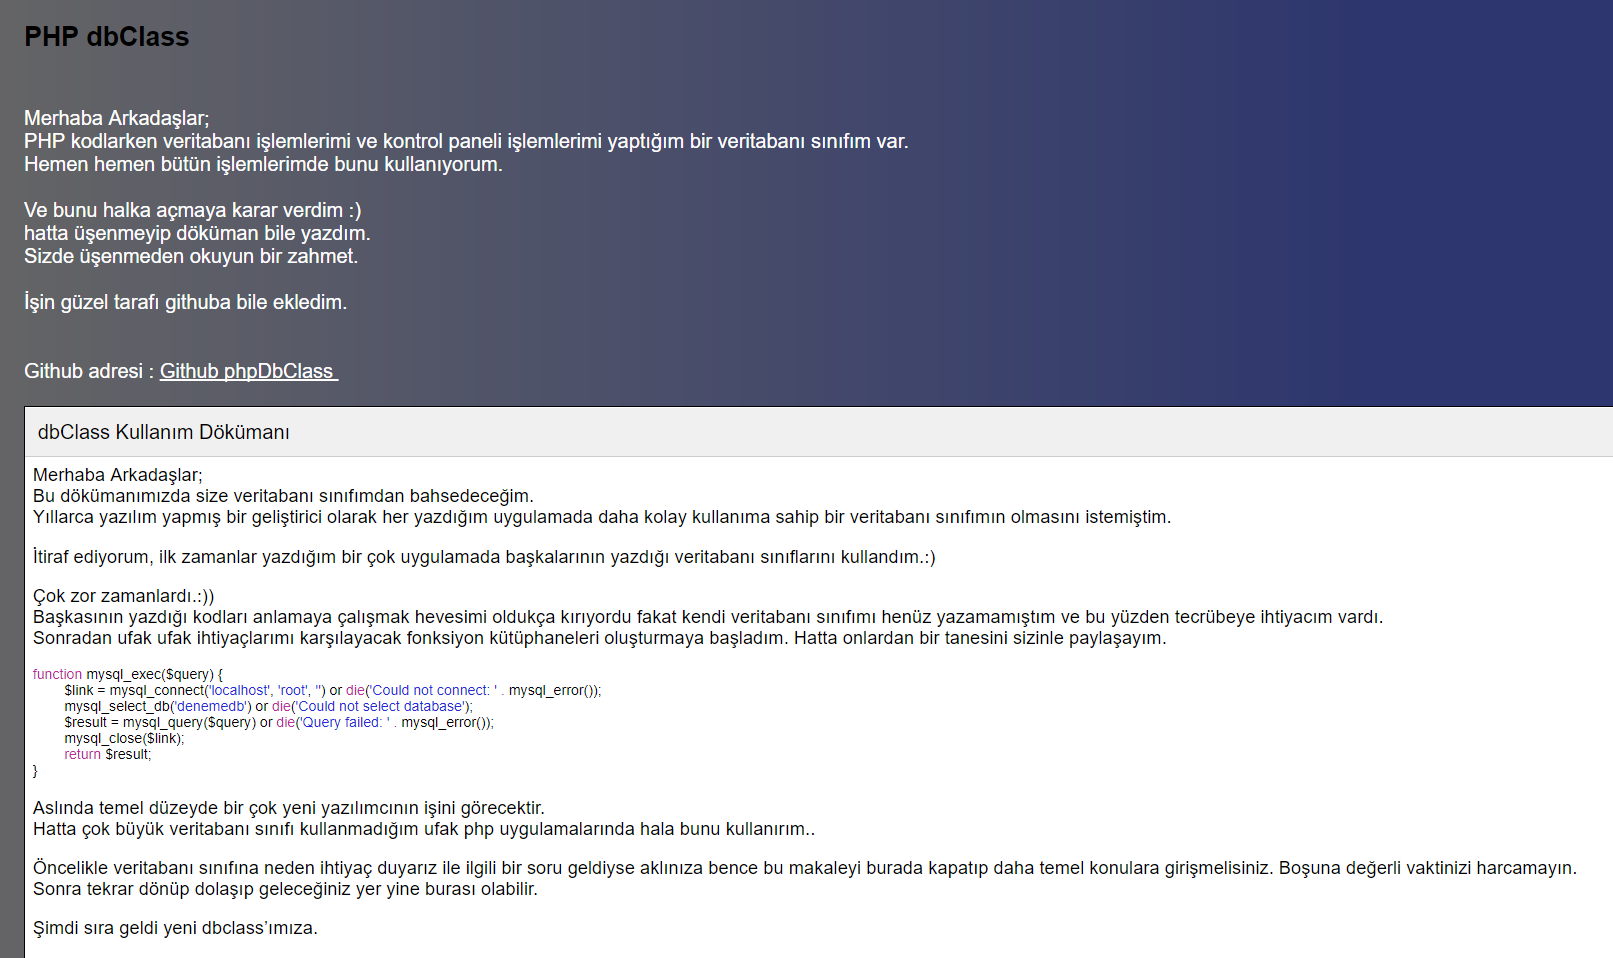 PHP dbClass
Merhaba Arkadaşlar;
PHP kodlarken veritabanı işlemlerimi ve kontrol paneli işlemlerimi yaptığım bir veritabanı sınıfım var.
Hemen hemen bütün işlemlerimde bunu kullanıyorum.
Ve bunu halka açmaya karar verdim :)
hatta üşenmeyip döküman bile yazdım.
Sizde üşenmeden okuyun bir zahmet.
İşin güzel tarafı githuba bile ekledim.
Github adresi : Github phpDbClass
dbClass Kullanım Dökümanı
Merhaba Arkadaşlar;
Bu dökümanımızda size veritabanı sınıfımdan bahsedeceğim.
Yıllarca yazılım yapmış bir geliştirici olarak her yazdığım uygulamada daha kolay kullanıma sahip bir veritabanı sınıfımın olmasını istemiştim.
İtiraf ediyorum, ilk zamanlar yazdığım bir çok uygulamada başkalarının yazdığı veritabanı sınıflarını kullandım.:)
Çok zor zamanlardı.:))
Başkasının yazdığı kodları anlamaya çalışmak hevesimi oldukça kırıyordu fakat kendi veritabanı sınıfımı henüz yazamamıştım ve bu yüzden tecrübeye ihtiyacım vardı.
Sonradan ufak ufak ihtiyaçlarımı karşılayacak fonksiyon kütüphaneleri oluşturmaya başladım. Hatta onlardan bir tanesini sizinle paylaşayım.
function mysql_exec($query) {
$link = mysql_connect('localhost', 'root', '') or die('Could not connect: ' . mysql_error());
mysql_select_db('denemedb') or die('Could not select database');
$result = mysql_query($query) or die('Query failed: ' . mysql_error());
mysql_close($link);
return $result;
}
Aslında temel düzeyde bir çok yeni yazılımcının işini görecektir.
Hatta çok büyük veritabanı sınıfı kullanmadığım ufak php uygulamalarında hala bunu kullanırım..
Öncelikle veritabanı sınıfına neden ihtiyaç duyarız ile ilgili bir soru geldiyse aklınıza bence bu makaleyi burada kapatıp daha temel konulara girişmelisiniz. Boşuna değerli vaktinizi harcamayın.
Sonra tekrar dönüp dolaşıp geleceğiniz yer yine burası olabilir.
Şimdi sıra geldi yeni dbclass’ımıza.